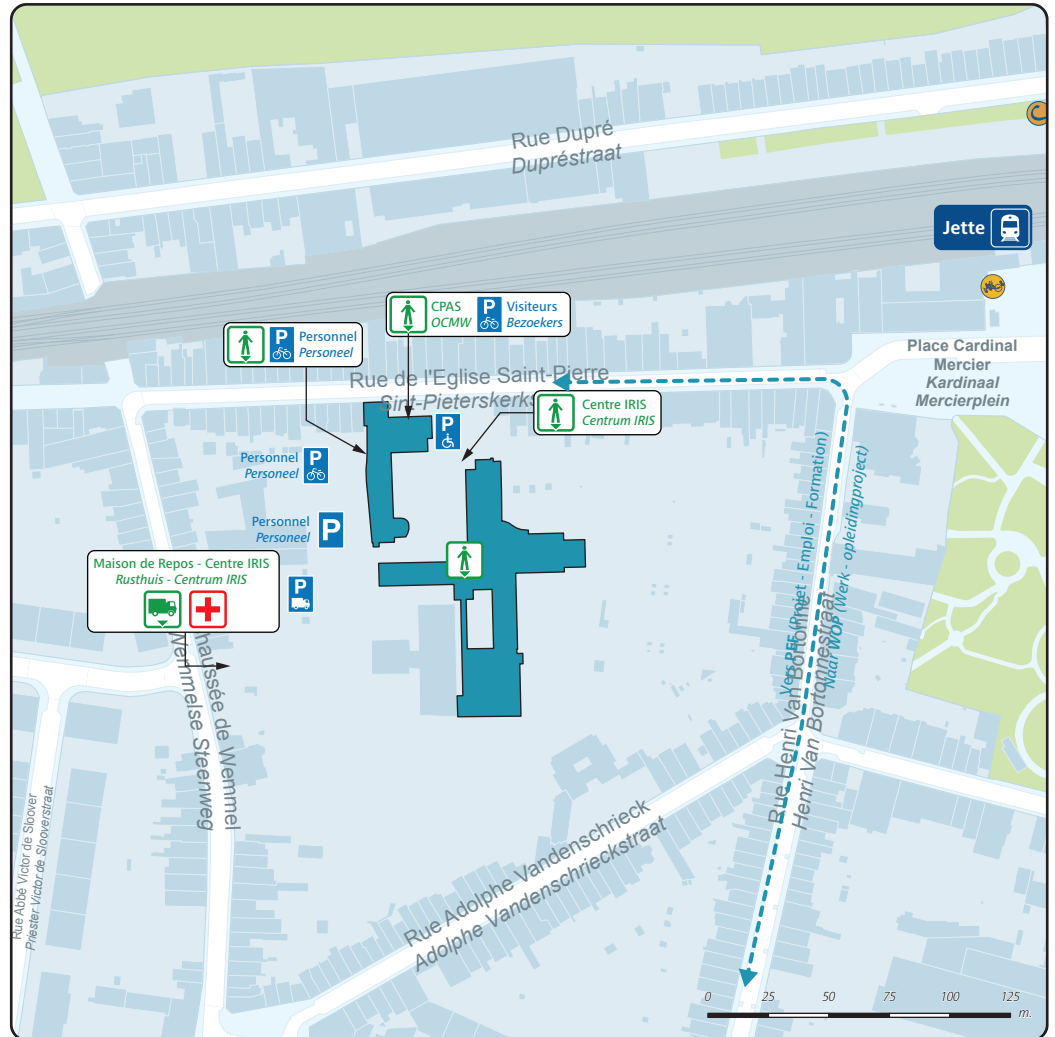 Rue Dupré
Dupréstraat
Jette
CPAS
OCMW
P
Visiteurs
Bezoekers
P
Personnel
Personeel
Place Cardinal
Mercier
Kardinaal
Mercierplein
Rue de l'Eglise Saint-Pierre
Sint-Pieterskerks
Centre IRIS
Centrum IRIS
P
Personnel
Personeel
P
Personnel
Personeel
P
Maison de Repos - Centre IRIS
Rusthuis - Centrum IRIS
P
Vers PEF (Projet - Emploi - Formation)
Naar WOP (Werk - opleidingproject)
Rue Henri Van Bortonne
Henri Van Bortonnestraat
haussée de Wemmel
Wemmelse Steenweg
Rue Abbé Victor de Sloover
Priester Victor de Slooverstraat
Rue Adolphe Vandenschrieck
Adolphe Vandenschrieckstraat
0 25 50 75 100 125
m.